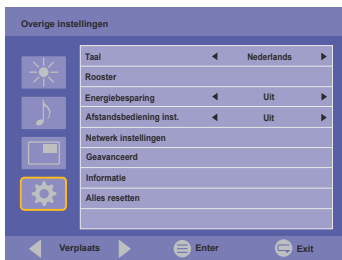 Overige instellingen
Taal Nederlands
Rooster
Energiebesparing Uit
Afstandsbediening inst. Uit
Netwerk instellingen
Geavanceerd
Informatie
Alles resetten
Verplaats Enter Exit